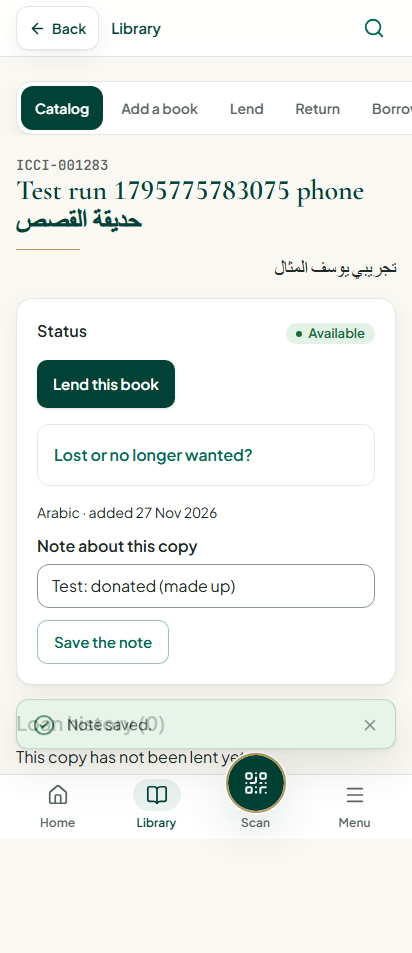 Back
Library
Catalog
Add a book
Lend
Return
Borrow
ICCI-001283
Test run 1795775783075 phone
حديقة القصص
تجريبي يوسف المثال
Status
Available
Lend this book
Lost or no longer wanted?
Arabic · added 27 Nov 2026
Note about this copy
Test: donated (made up)
Save the note
Loan history (0)
Note saved.
This copy has not been lent yet
Home
Library
Scan
Menu